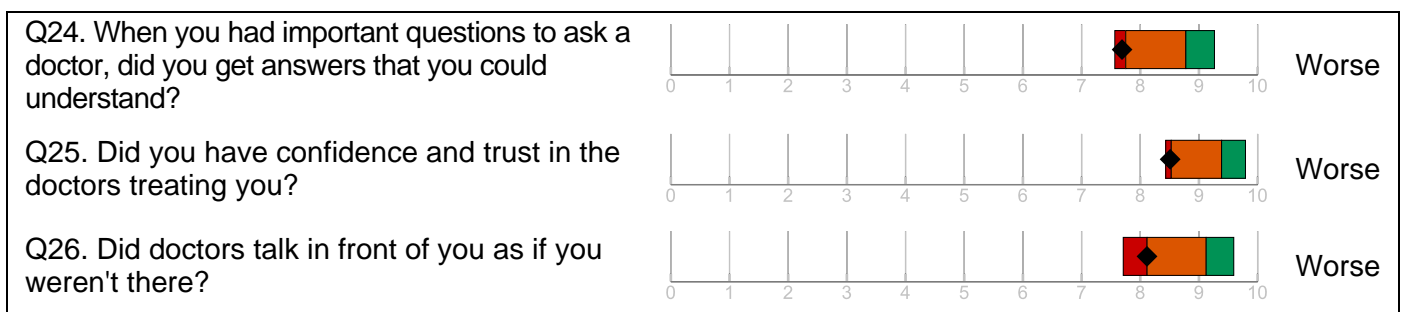 Q24. When you had important questions to ask a
doctor, did you get answers that you could
understand?
0 1 2 3 4 5 6 7 8 9 10
Worse
Q25. Did you have confidence and trust in the
doctors treating you?
0 1 2 3 4 5 6 7 8 9 10
Worse
Q26. Did doctors talk in front of you as if you
weren't there?
0 1 2 3 4 5 6 7 8 9 10
Worse